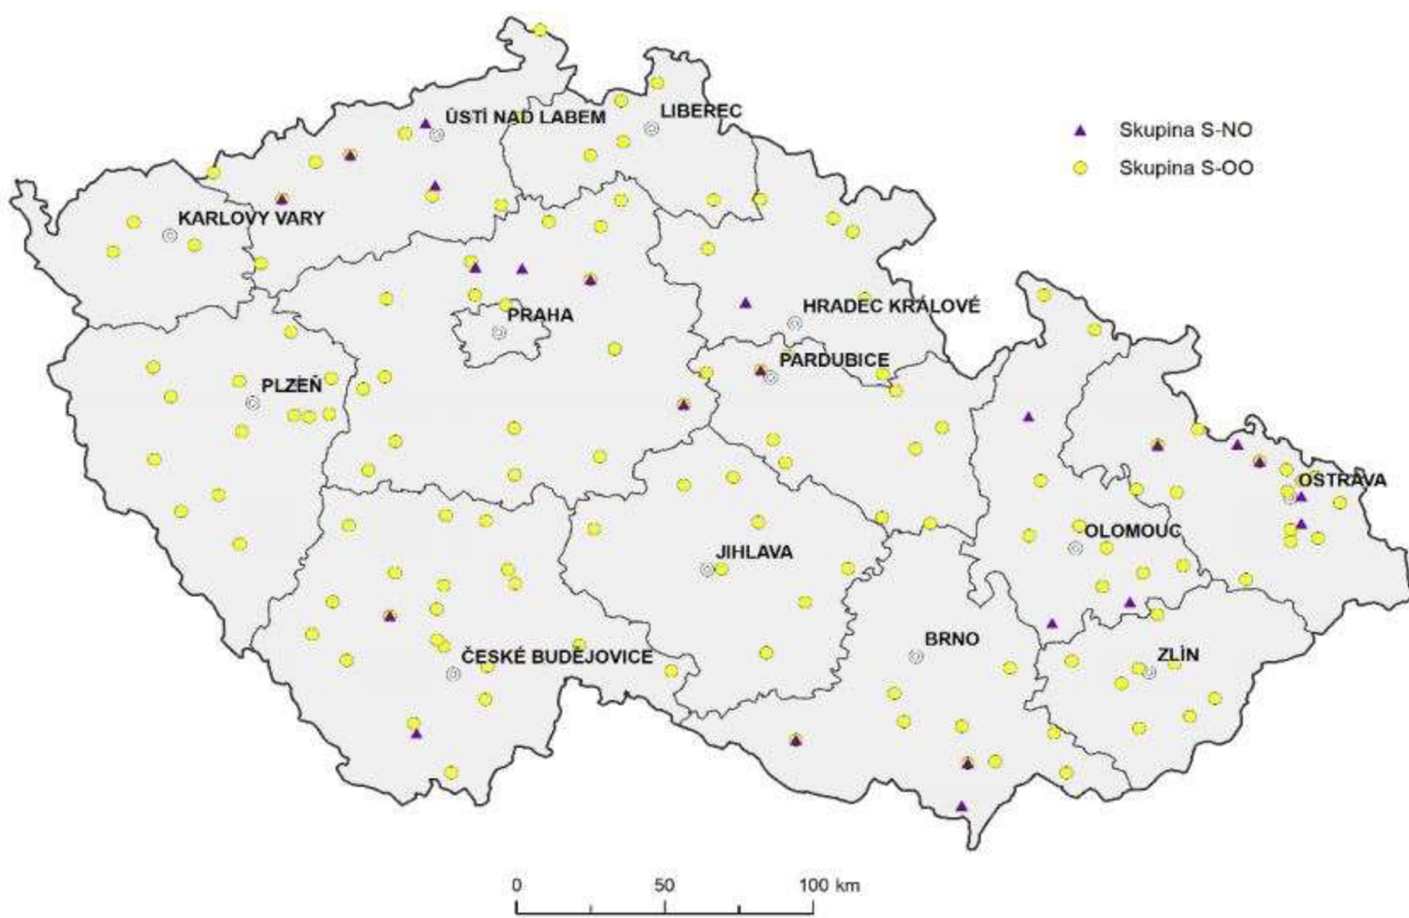 ÚSTÍ NAD LABEM
LIBEREC
Skupina S-NO
Skupina S-OO
KARLOVY VARY
HRADEC KRÁLOVÉ
PRAHA
PARDUBICE
PLZEŇ
OSTRAVA
OLOMOUC
JIHLAVA
BRNO
ČESKÉ BUDĚJOVICE
ZLÍN
0 50 100 km